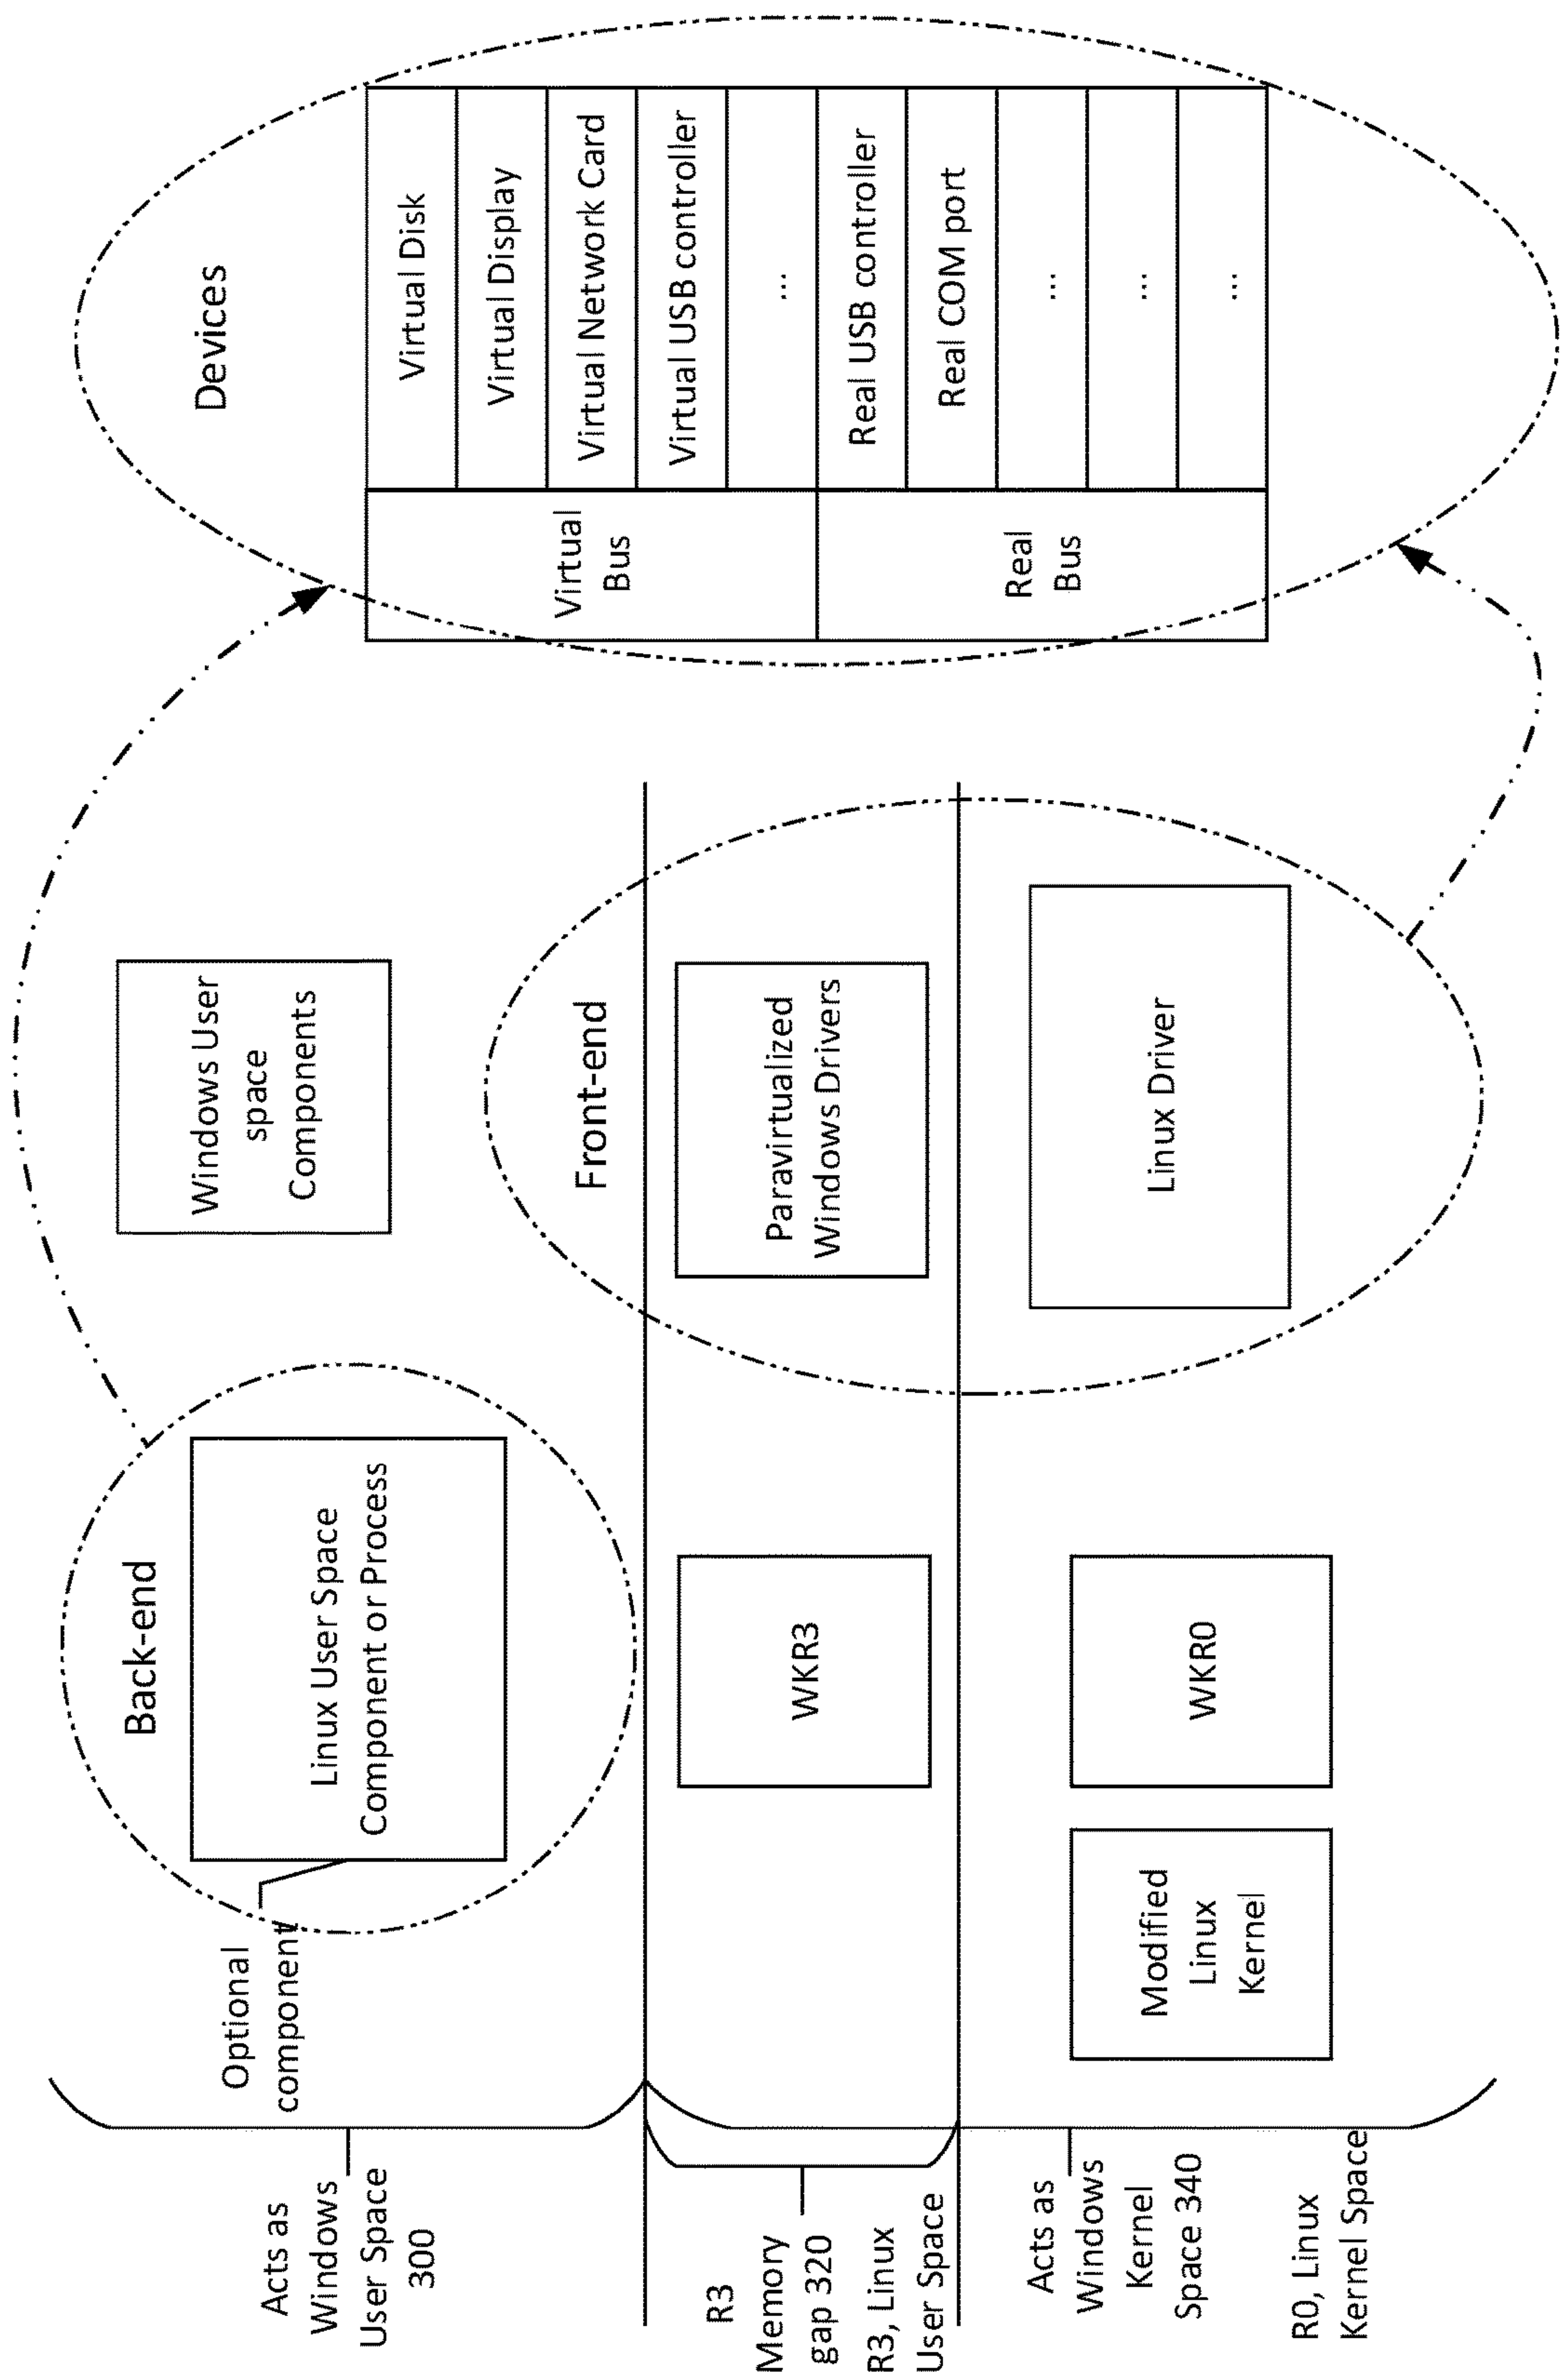 Acts as
Windows
User Space
300
Optional
component
Back-end
Linux User Space
Component or Process
Windows User
space
Components
R3
Memory
gap 320
R3, Linux
User Space
WKR3
Front-end
Paravirtualized
Windows Drivers
Acts as
Windows
Kernel
Space 340
R0, Linux
Kernel Space
Modified
Linux
Kernel
WKR0
Linux Driver
Devices
Virtual
Bus
Virtual Disk
Virtual Display
Virtual Network Card
Virtual USB controller
...
Real
Bus
Real USB controller
Real COM port
...
...
...